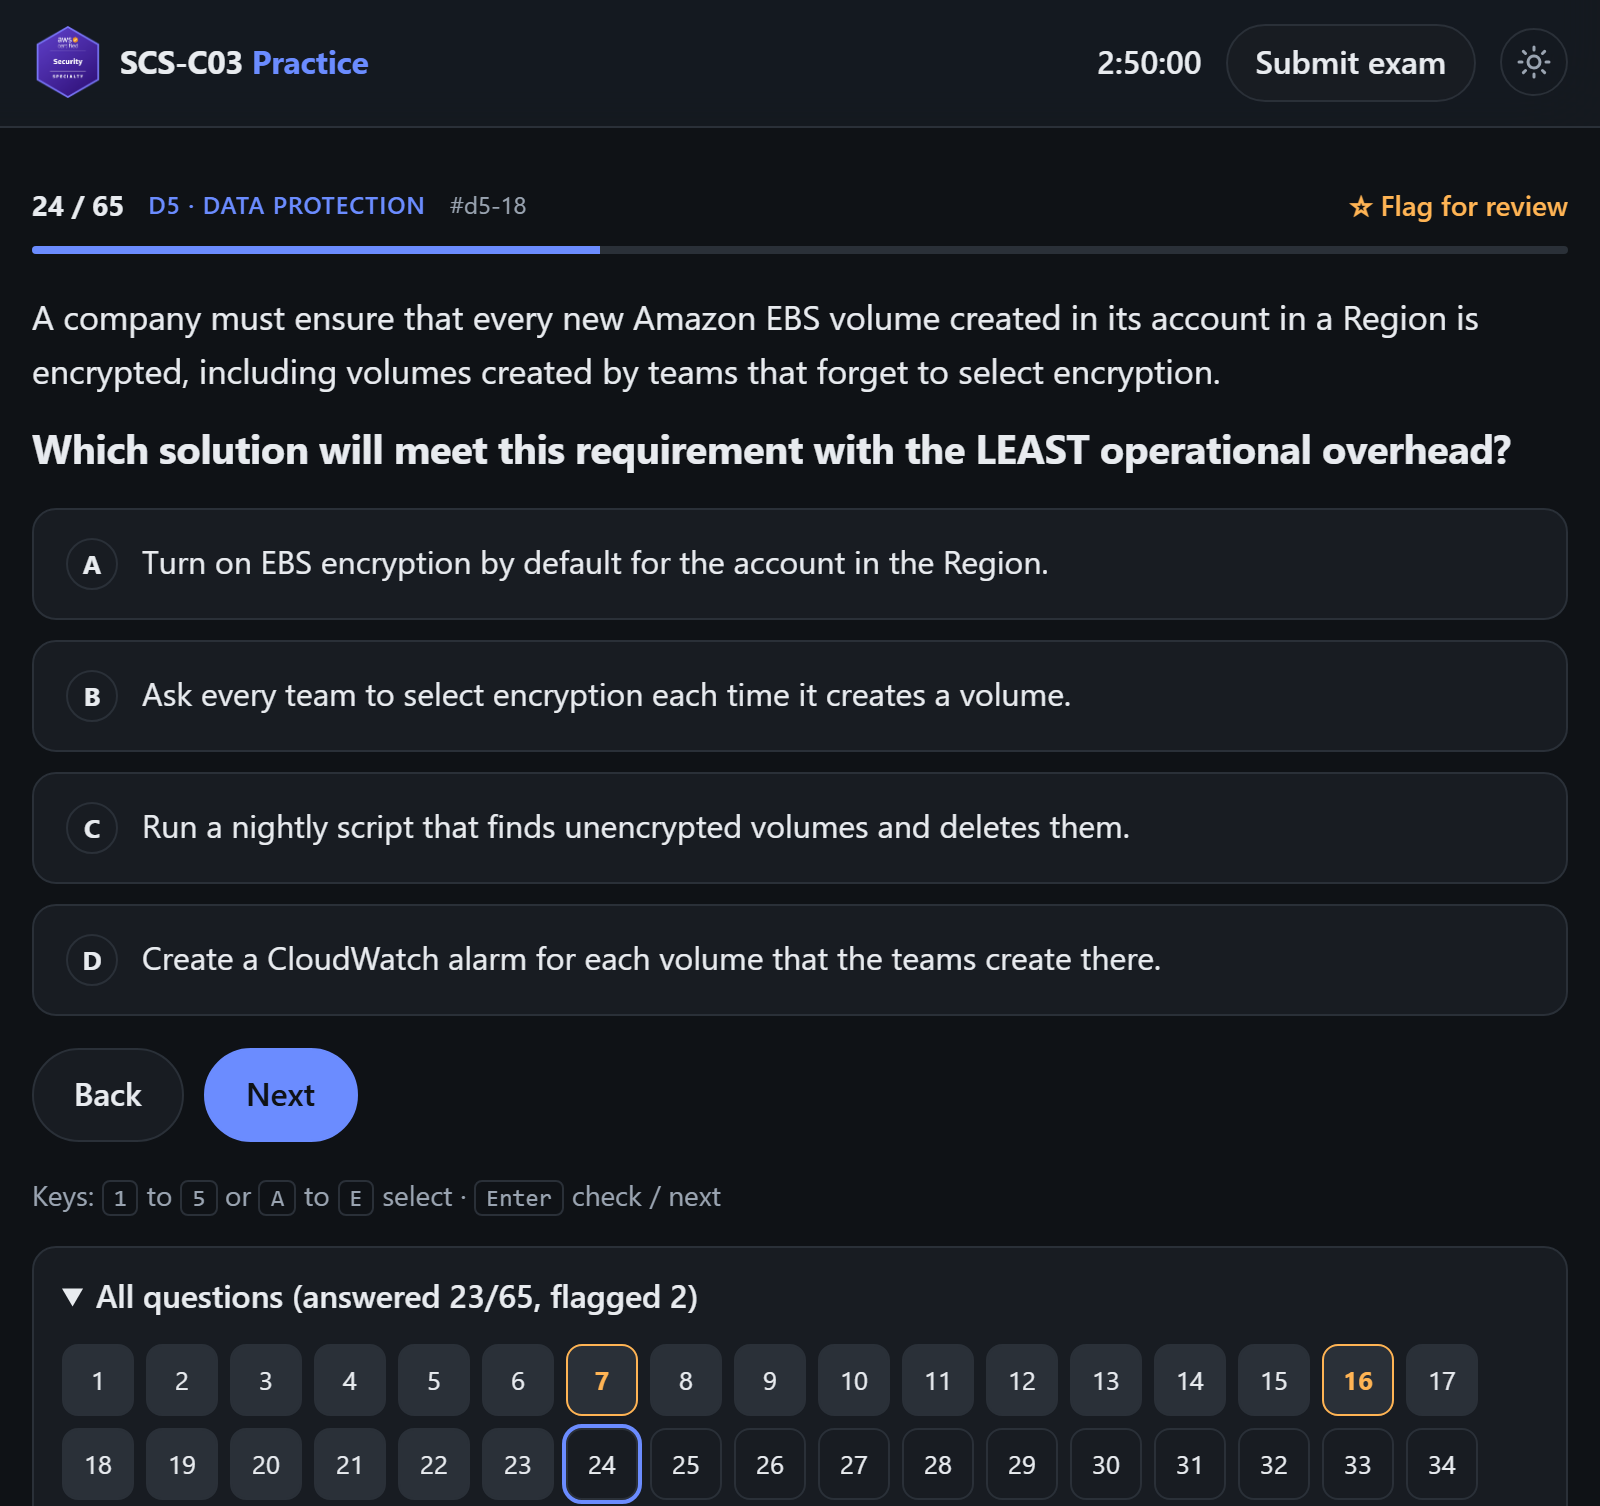 aws
certified
Security
SPECIALTY
SCS-C03 Practice
2:50:00
Submit exam
24 / 65 D5 · DATA PROTECTION #d5-18
☆ Flag for review
A company must ensure that every new Amazon EBS volume created in its account in a Region is
encrypted, including volumes created by teams that forget to select encryption.
Which solution will meet this requirement with the LEAST operational overhead?
A Turn on EBS encryption by default for the account in the Region.
B Ask every team to select encryption each time it creates a volume.
C Run a nightly script that finds unencrypted volumes and deletes them.
D Create a CloudWatch alarm for each volume that the teams create there.
Back Next
Keys: 1 to 5 or A to E select · Enter check / next
▼ All questions (answered 23/65, flagged 2)
1 2 3 4 5 6 7 8 9 10 11 12 13 14 15 16 17
18 19 20 21 22 23 24 25 26 27 28 29 30 31 32 33 34